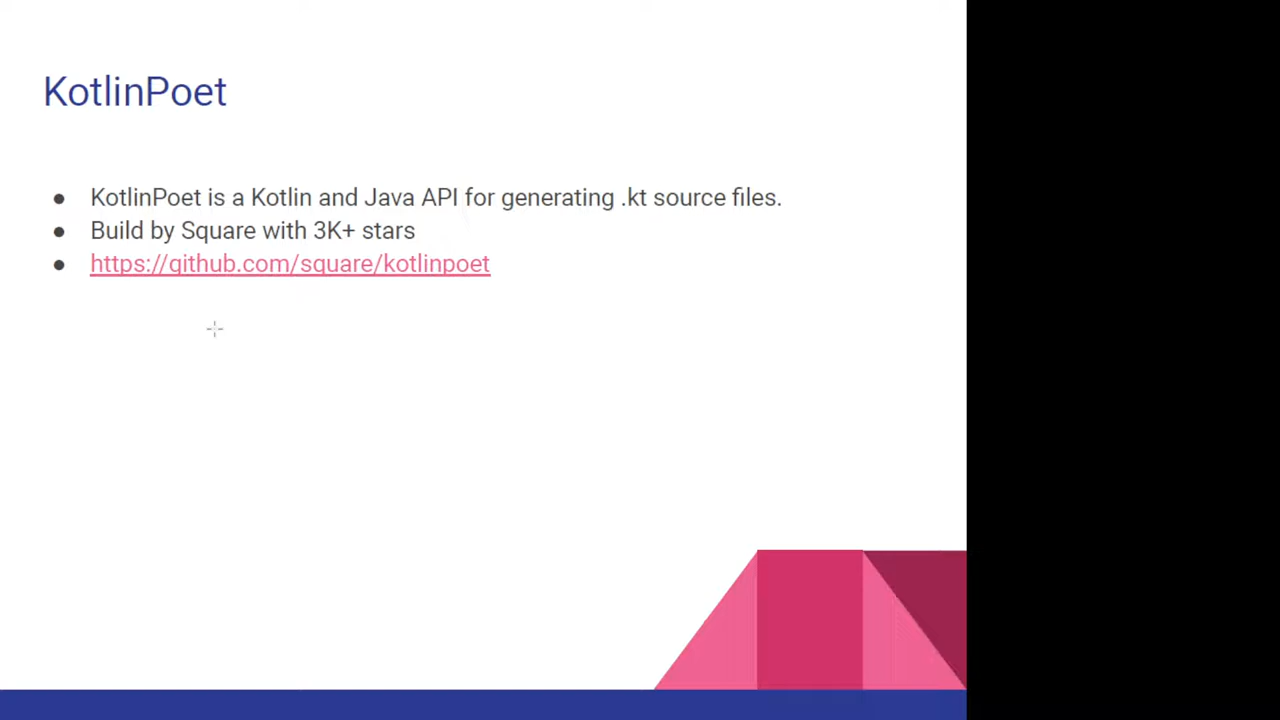 KotlinPoet
● KotlinPoet is a Kotlin and Java API for generating .kt source files.
● Build by Square with 3K+ stars
● https://github.com/square/kotlinpoet